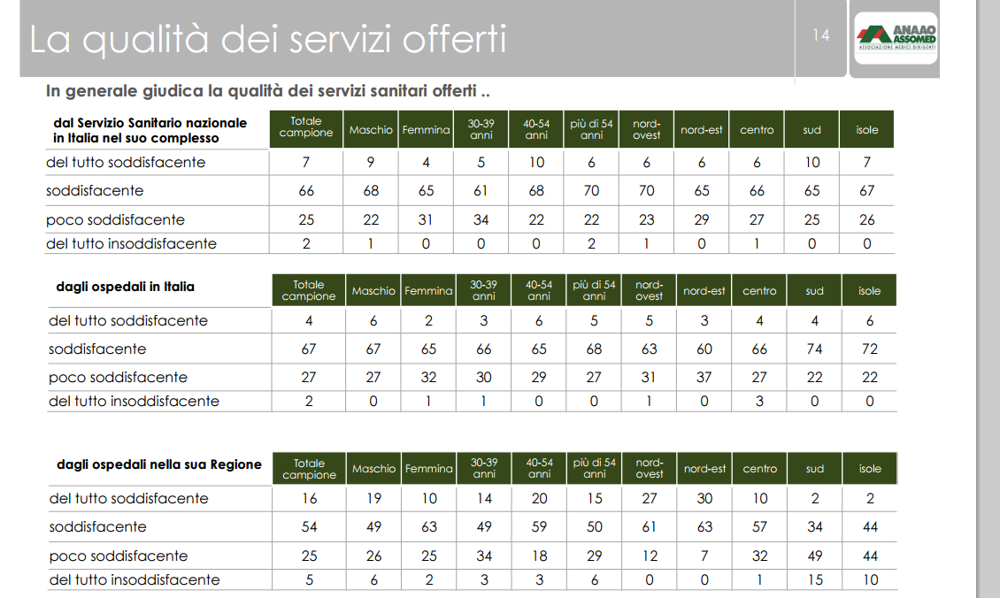 La qualità dei servizi offerti
14
ANAAO
ASSOMED
ASSOCIAZIONE MEDICI DIRIGENTI
In generale giudica la qualità dei servizi sanitari offerti ..
dal Servizio Sanitario nazionale in Italia nel suo complesso Totale campione Maschio Femmina 30-39 anni 40-54 anni più di 54 anni nord-ovest nord-est centro sud isole
del tutto soddisfacente 7 9 4 5 10 6 6 6 6 10 7
soddisfacente 66 68 65 61 68 70 70 65 66 65 67
poco soddisfacente 25 22 31 34 22 22 23 29 27 25 26
del tutto insoddisfacente 2 1 0 0 0 2 1 0 1 0 0
dagli ospedali in Italia Totale campione Maschio Femmina 30-39 anni 40-54 anni più di 54 anni nord-ovest nord-est centro sud isole
del tutto soddisfacente 4 6 2 3 6 5 5 3 4 4 6
soddisfacente 67 67 65 66 65 68 63 60 66 74 72
poco soddisfacente 27 27 32 30 29 27 31 37 27 22 22
del tutto insoddisfacente 2 0 1 1 0 0 1 0 3 0 0
dagli ospedali nella sua Regione Totale campione Maschio Femmina 30-39 anni 40-54 anni più di 54 anni nord-ovest nord-est centro sud isole
del tutto soddisfacente 16 19 10 14 20 15 27 30 10 2 2
soddisfacente 54 49 63 49 59 50 61 63 57 34 44
poco soddisfacente 25 26 25 34 18 29 12 7 32 49 44
del tutto insoddisfacente 5 6 2 3 3 6 0 0 1 15 10